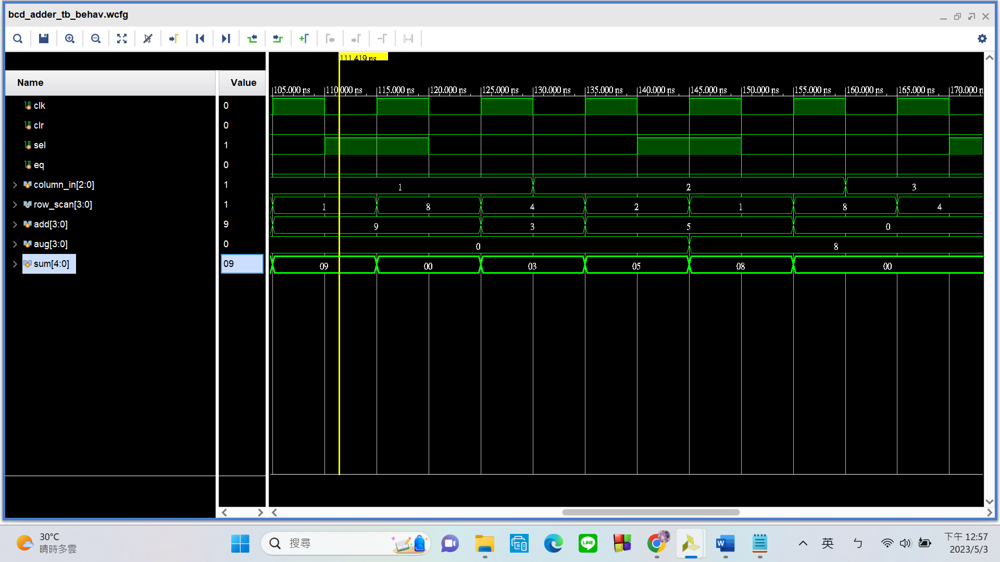 bcd_adder_tb_behav.wcfg
111.419 ns
Name
Value
105.000 ns
110.000 ns
115.000 ns
120.000 ns
125.000 ns
130.000 ns
135.000 ns
140.000 ns
145.000 ns
150.000 ns
155.000 ns
160.000 ns
165.000 ns
170.000 n
clk 0
clr 0
sel 1
eq 0
column_in[2:0] 1 1 2 3
row_scan[3:0] 1 1 8 4 2 1 8 4
add[3:0] 9 9 3 5 0
aug[3:0] 0 0 8
sum[4:0] 09 09 00 03 05 08 00
30°C
晴時多雲
搜尋
LINE
W
英
ㄅ
下午 12:57
2023/5/3